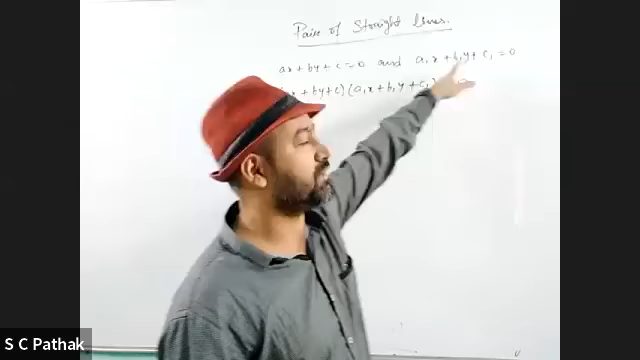 Pair of Straight lines.
ax + by + c = 0 and a₁x + b₁y + c₁ = 0
x + by + c) (a₁x + b₁y + c₁
S C Pathak